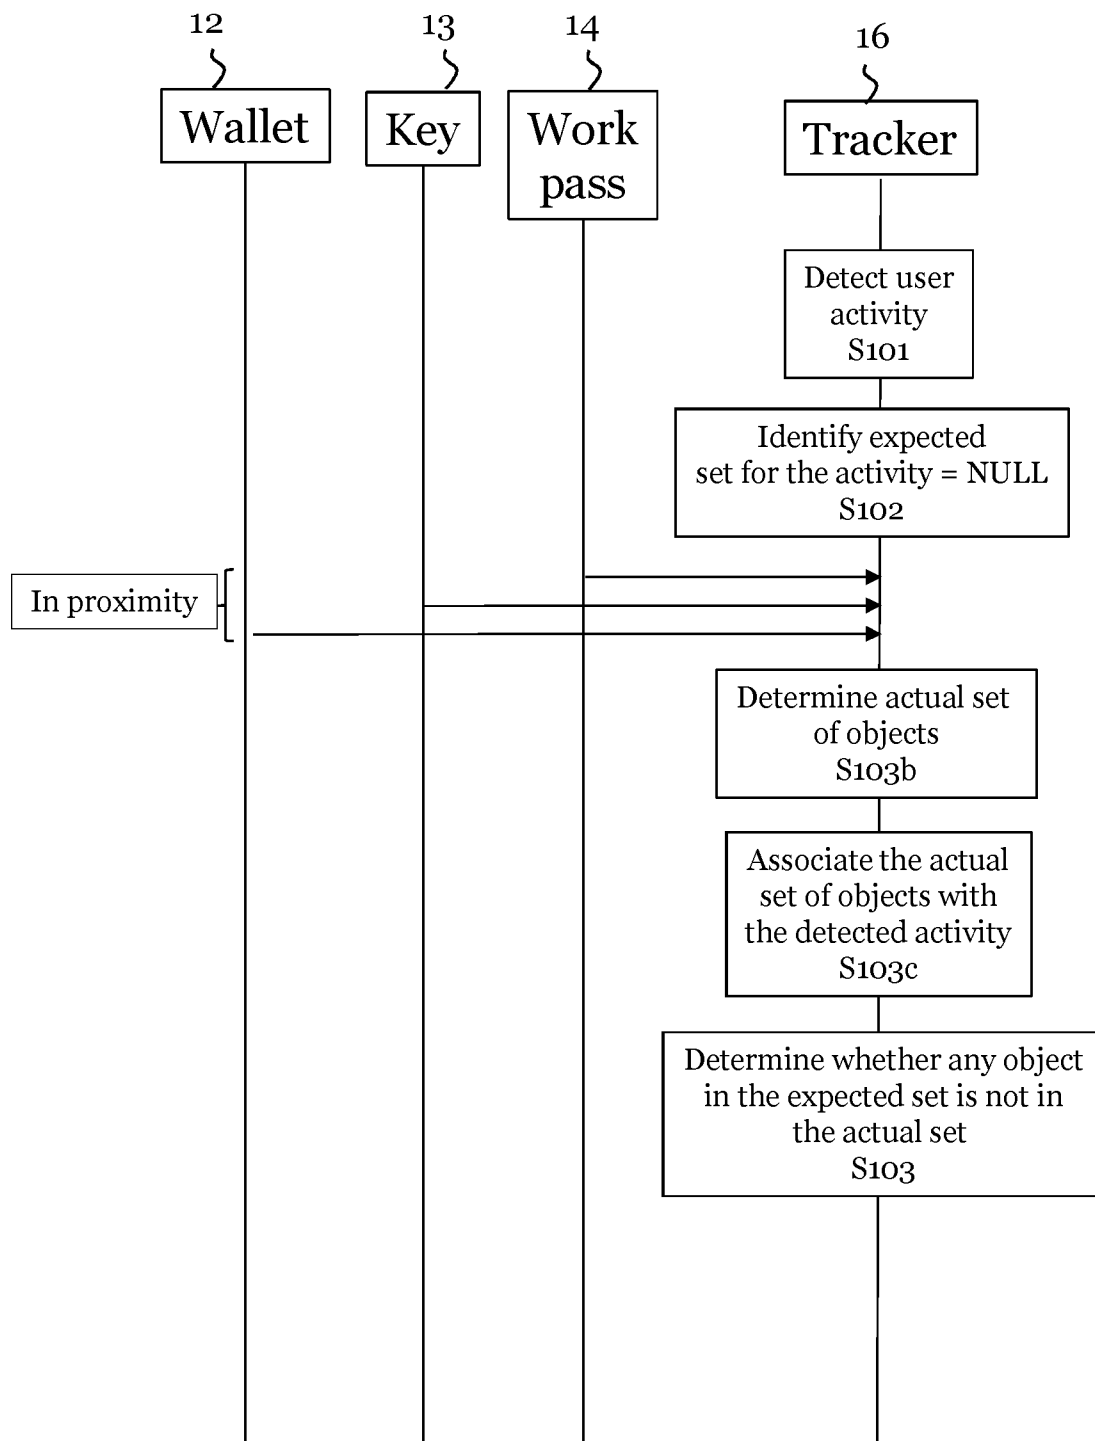 12
13
14
16
Wallet
Key
Work
pass
Tracker
Detect user
activity
S101
Identify expected
set for the activity = NULL
S102
In proximity
Determine actual set
of objects
S103b
Associate the actual
set of objects with
the detected activity
S103c
Determine whether any object
in the expected set is not in
the actual set
S103